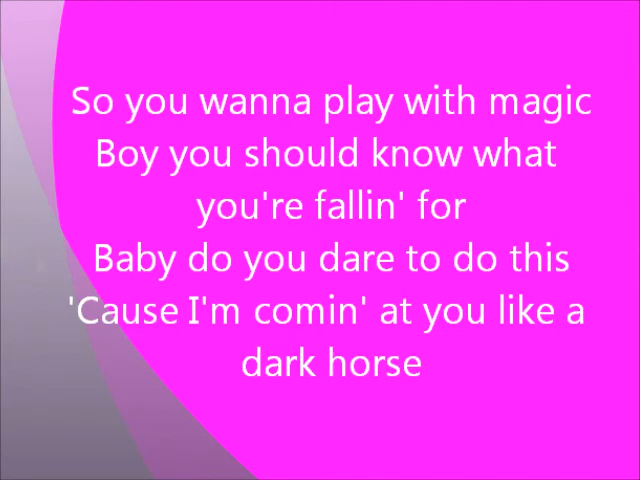 So you wanna play with magic
Boy you should know what
you're fallin' for
Baby do you dare to do this
'Cause I'm comin' at you like a
dark horse